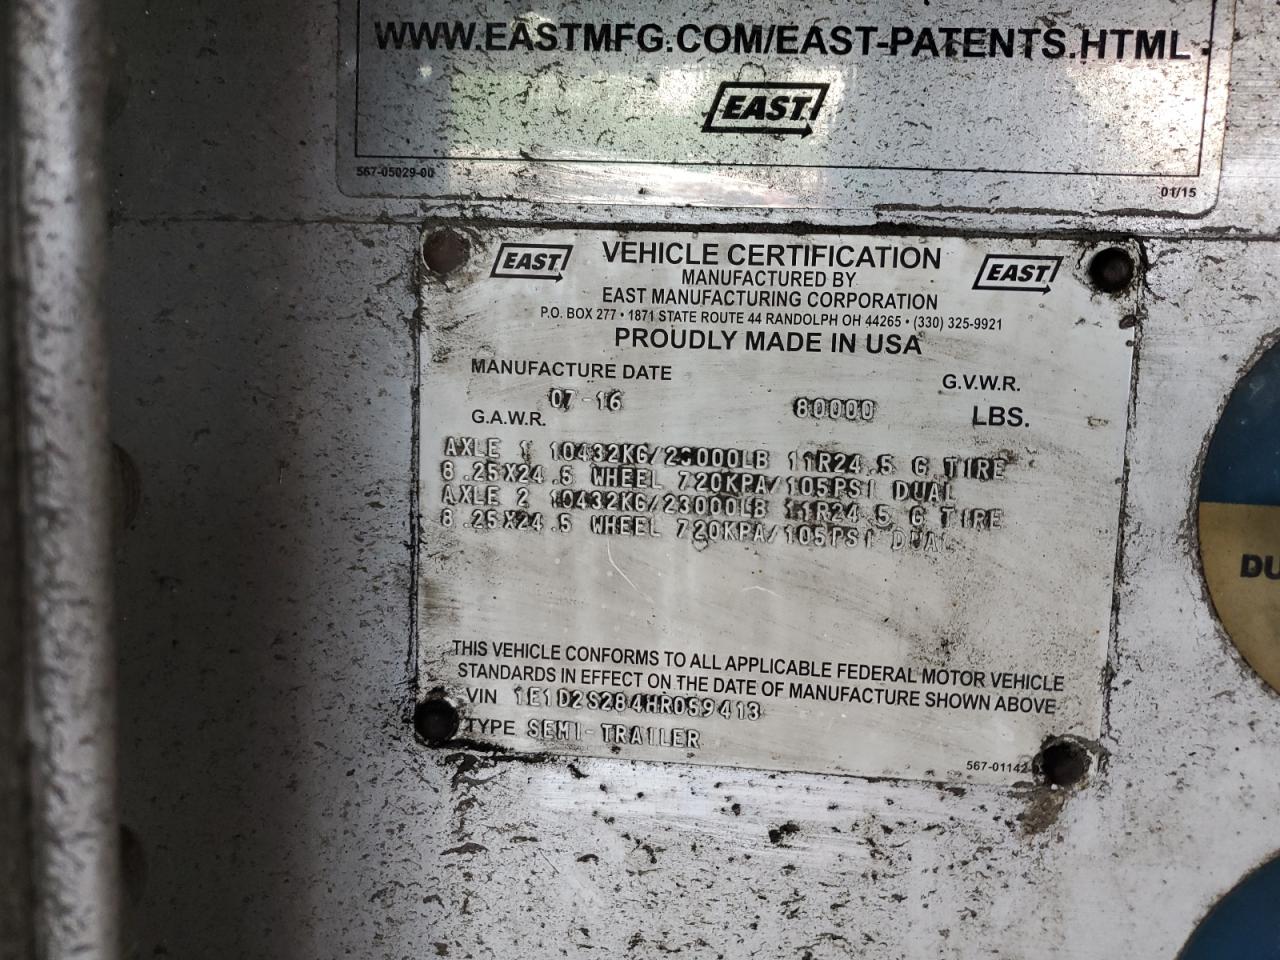 WWW.EASTMFG.COM/EAST-PATENTS.HTML
EAST
567-05029-00
01/15
EAST
VEHICLE CERTIFICATION
EAST
MANUFACTURED BY
EAST MANUFACTURING CORPORATION
P.O. BOX 277 • 1871 STATE ROUTE 44 RANDOLPH OH 44265 • (330) 325-9921
PROUDLY MADE IN USA
MANUFACTURE DATE
G.V.W.R.
07-16
80000
LBS.
G.A.W.R.
AXLE 1 10432KG/23000LB 11R24.5 G TIRE
8.25X24.5 WHEEL 720KPA/105PSI DUAL
AXLE 2 10432KG/23000LB 11R24.5 G TIRE
8.25X24.5 WHEEL 720KPA/105PSI DUAL
THIS VEHICLE CONFORMS TO ALL APPLICABLE FEDERAL MOTOR VEHICLE
STANDARDS IN EFFECT ON THE DATE OF MANUFACTURE SHOWN ABOVE
VIN 1E1D2S284HR059413
TYPE SEMI-TRAILER
567-01142
DU